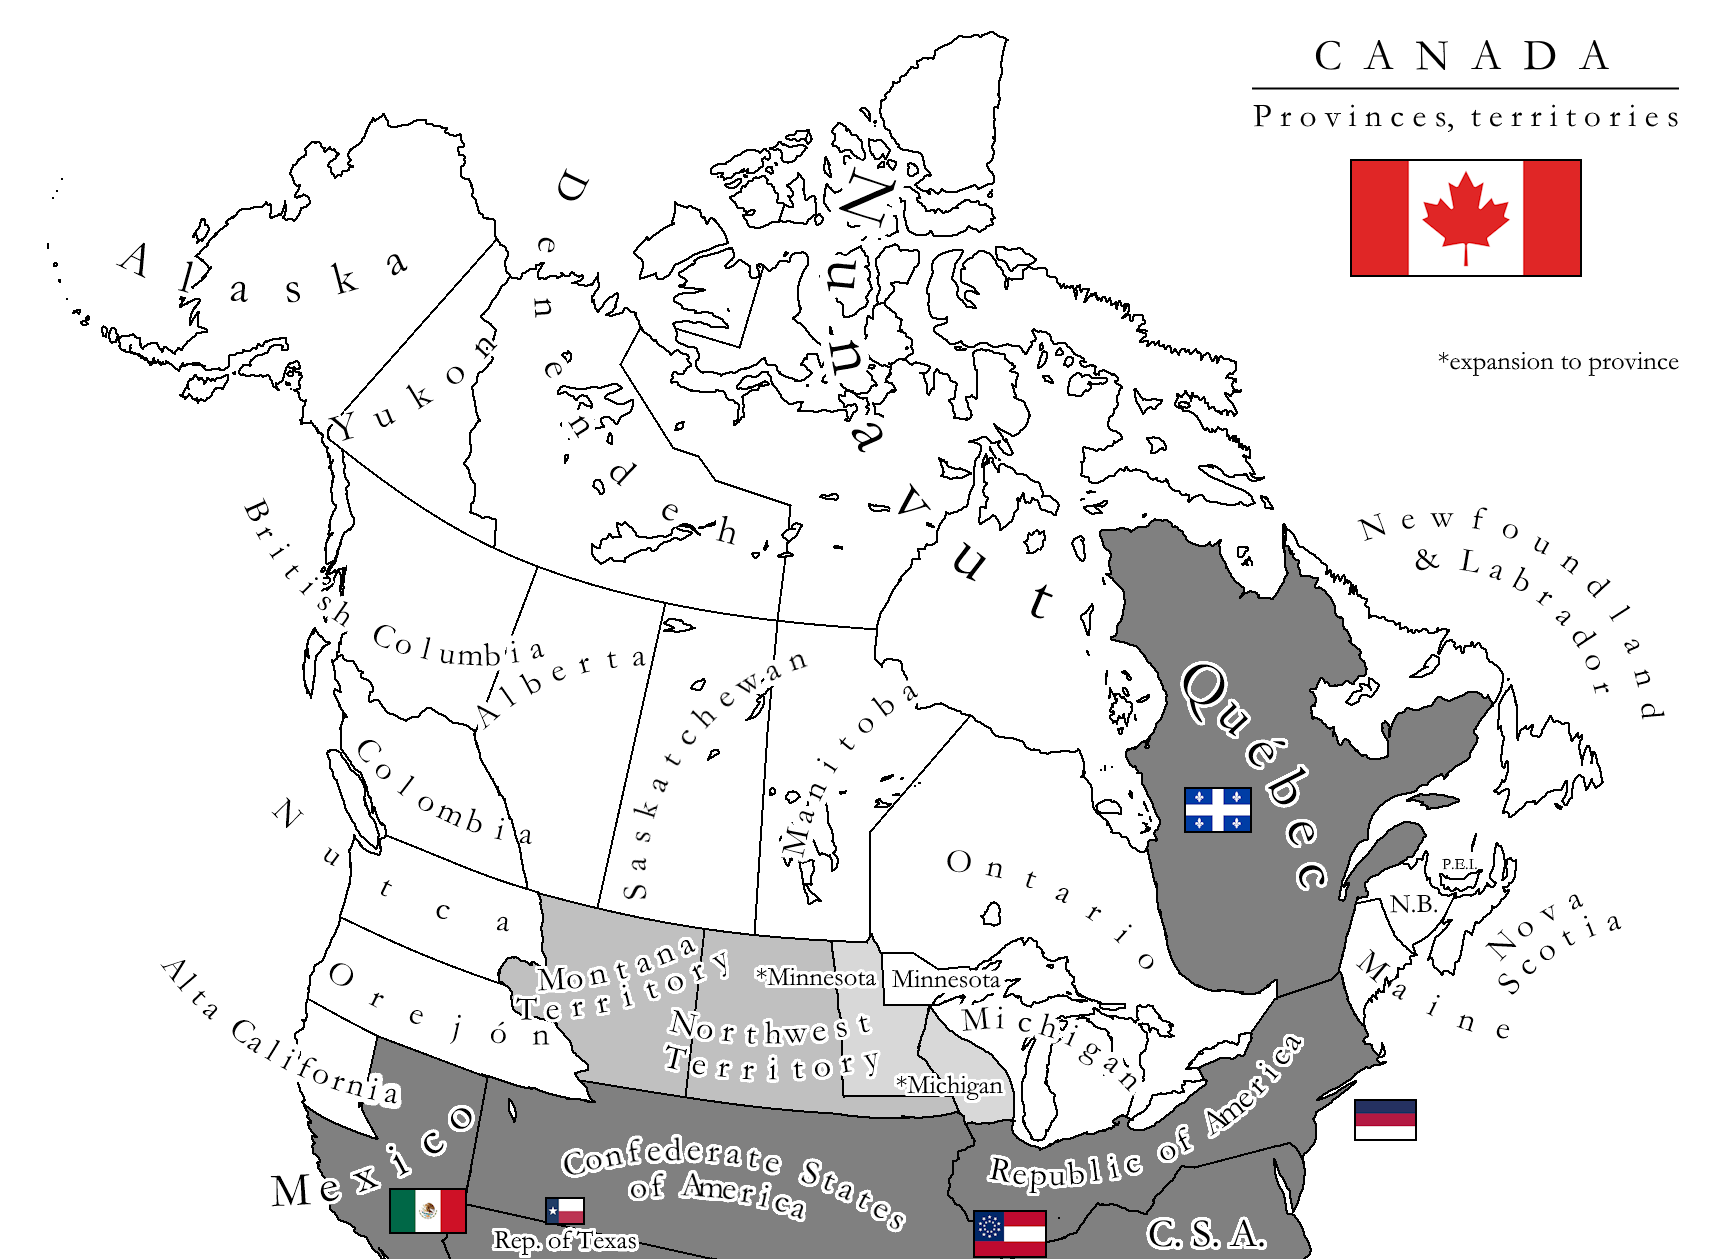 CANADA
Provinces, territories
*expansion to province
Alaska
Yukon
Denendeh
Nunavut
British Columbia
Alberta
Saskatchewan
Manitoba
Colombia
Nutca
Orejón
Alta California
Ontario
Québec
Newfoundland
& Labrador
P.E.I.
N.B.
Nova
Scotia
Maine
Montana
Territory
*Minnesota
Minnesota
Northwest
Territory
Michigan
*Michigan
Mexico
Confederate States
of America
Rep. of Texas
Republic of America
C.S.A.